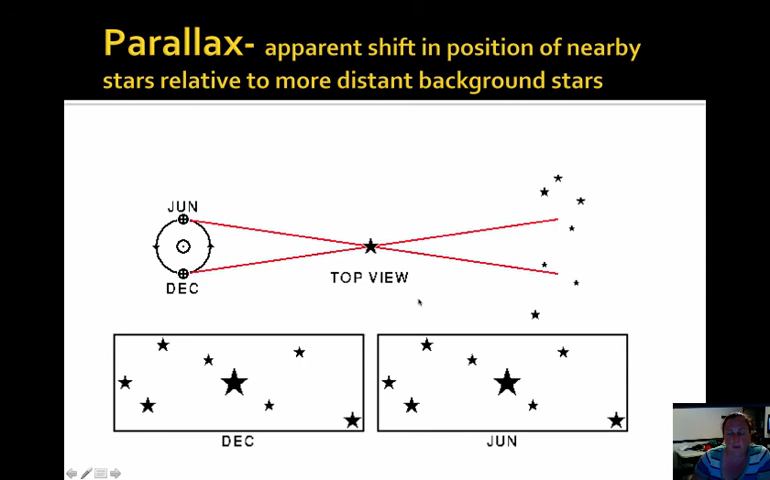 Parallax- apparent shift in position of nearby
stars relative to more distant background stars
JUN
DEC
TOP VIEW
DEC
JUN